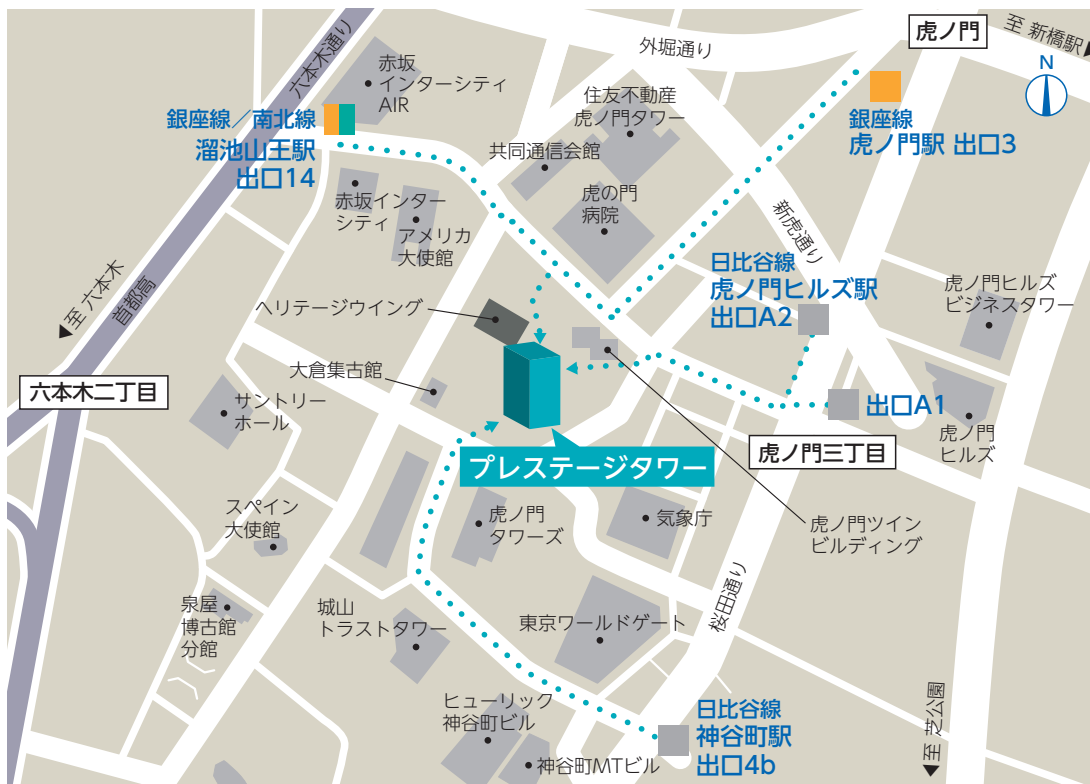 虎ノ門
至 新橋駅
外堀通り
六本木通り
赤坂
インターシティ
AIR
住友不動産
虎ノ門タワー
N
銀座線／南北線
溜池山王駅
出口14
共同通信会館
銀座線
虎ノ門駅 出口3
赤坂インター
シティ
アメリカ
大使館
虎の門
病院
新虎通り
至 六本木
首都高
日比谷線
虎ノ門ヒルズ駅
出口A2
虎ノ門ヒルズ
ビジネスタワー
ヘリテージウイング
大倉集古館
六本木二丁目
サントリー
ホール
出口A1
虎ノ門
ヒルズ
プレステージタワー
虎ノ門三丁目
スペイン
大使館
虎ノ門
タワーズ
気象庁
虎ノ門ツイン
ビルディング
泉屋
博古館
分館
城山
トラストタワー
東京ワールドゲート
桜田通り
ヒューリック
神谷町ビル
神谷町MTビル
日比谷線
神谷町駅
出口4b
至 芝公園